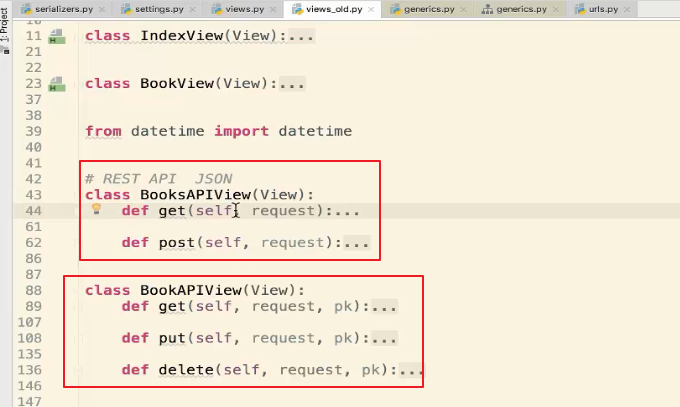 serializers.py settings.py views.py views_old.py generics.py generics.py urls.py
1: Project
10
11 class IndexView(View):...
21
22
23 class BookView(View):...
37
38
39 from datetime import datetime
40
41
42 # REST API  JSON
43 class BooksAPIView(View):
44 def get(self, request):...
61
62 def post(self, request):...
86
87
88 class BookAPIView(View):
89 def get(self, request, pk):...
107
108 def put(self, request, pk):...
135
136 def delete(self, request, pk):...
146
147